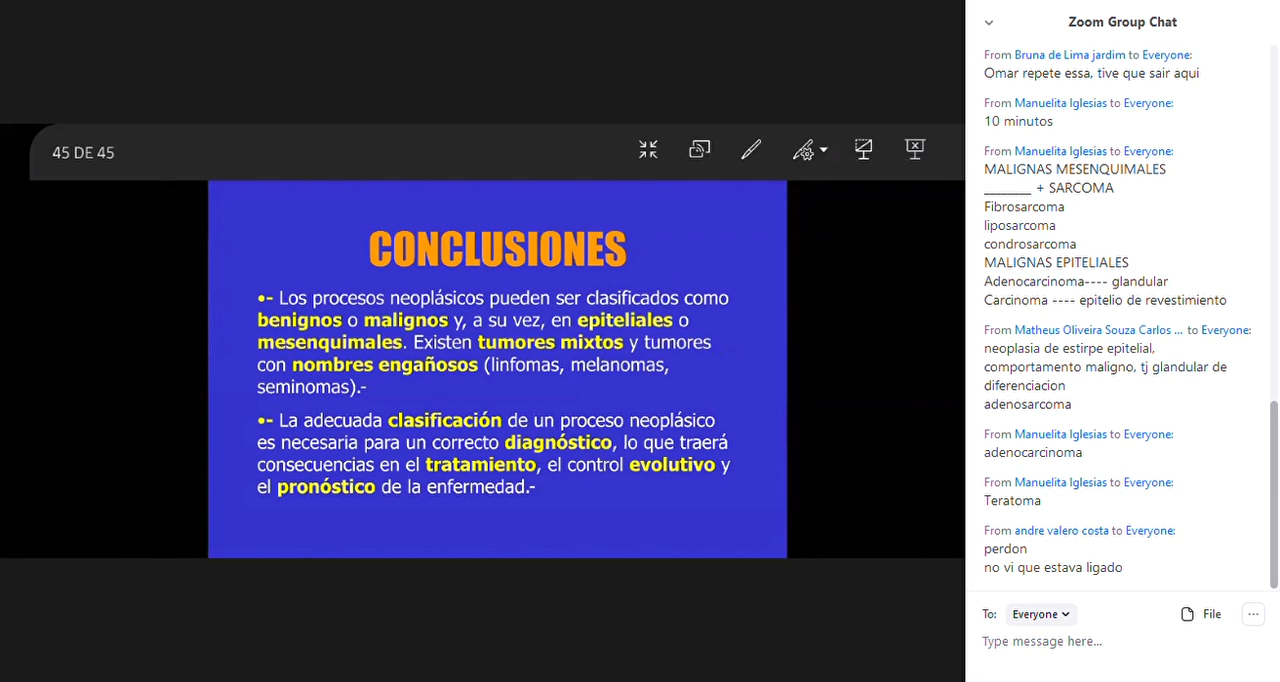 45 DE 45
CONCLUSIONES
•- Los procesos neoplásicos pueden ser clasificados como
benignos o malignos y, a su vez, en epiteliales o
mesenquimales. Existen tumores mixtos y tumores
con nombres engañosos (linfomas, melanomas,
seminomas).-
•- La adecuada clasificación de un proceso neoplásico
es necesaria para un correcto diagnóstico, lo que traerá
consecuencias en el tratamiento, el control evolutivo y
el pronóstico de la enfermedad.-
Zoom Group Chat
From Bruna de Lima jardim to Everyone:
Omar repete essa, tive que sair aqui
From Manuelita Iglesias to Everyone:
10 minutos
From Manuelita Iglesias to Everyone:
MALIGNAS MESENQUIMALES
________ + SARCOMA
Fibrosarcoma
liposarcoma
condrosarcoma
MALIGNAS EPITELIALES
Adenocarcinoma---- glandular
Carcinoma ---- epitelio de revestimiento
From Matheus Oliveira Souza Carlos ... to Everyone:
neoplasia de estirpe epitelial,
comportamento maligno, tj glandular de
diferenciacion
adenosarcoma
From Manuelita Iglesias to Everyone:
adenocarcinoma
From Manuelita Iglesias to Everyone:
Teratoma
From andre valero costa to Everyone:
perdon
no vi que estava ligado
To: Everyone File ...
Type message here...